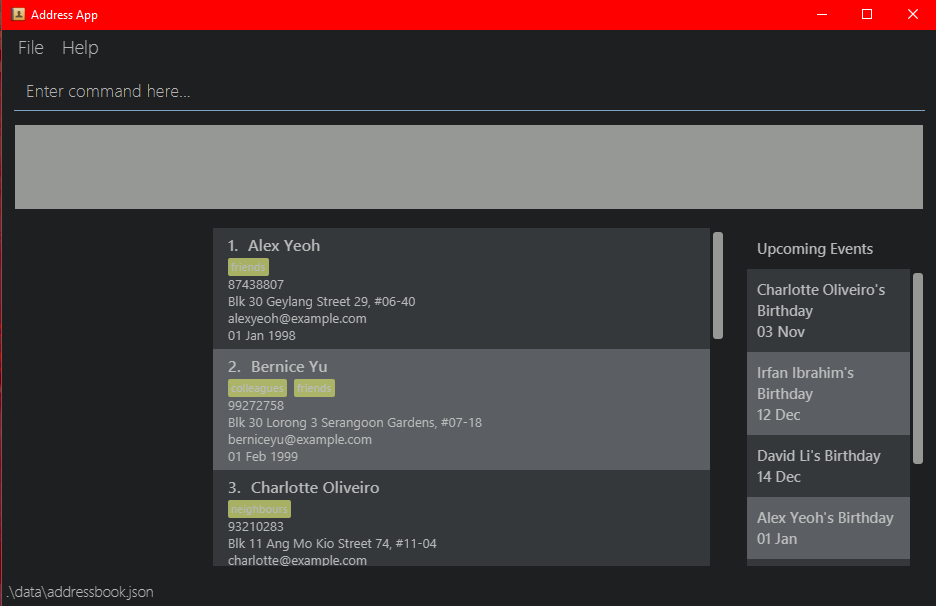 Address App
File Help
Enter command here...
1. Alex Yeoh
friends
87438807
Blk 30 Geylang Street 29, #06-40
alexyeoh@example.com
01 Jan 1998
2. Bernice Yu
colleagues friends
99272758
Blk 30 Lorong 3 Serangoon Gardens, #07-18
berniceyu@example.com
01 Feb 1999
3. Charlotte Oliveiro
neighbours
93210283
Blk 11 Ang Mo Kio Street 74, #11-04
charlotte@example.com
Upcoming Events
Charlotte Oliveiro's
Birthday
03 Nov
Irfan Ibrahim's
Birthday
12 Dec
David Li's Birthday
14 Dec
Alex Yeoh's Birthday
01 Jan
.\data\addressbook.json